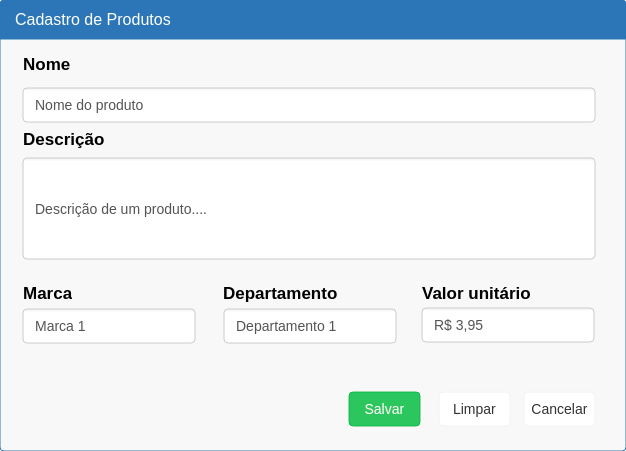 Cadastro de Produtos
Nome
Nome do produto
Descrição
Descrição de um produto....
Marca Departamento Valor unitário
Marca 1 Departamento 1 R$ 3,95
Salvar Limpar Cancelar